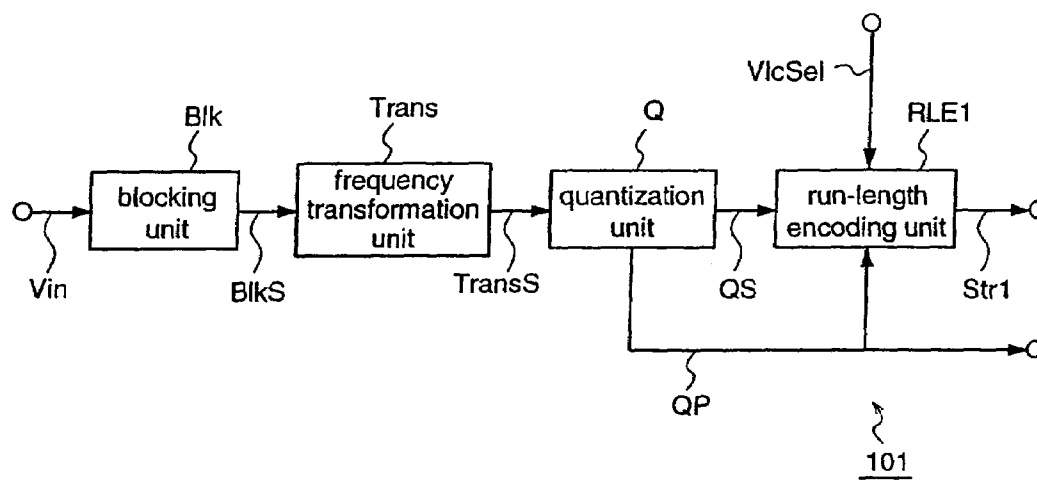 VlcSel
Blk
Trans
Q
RLE1
blocking
unit
frequency
transformation
unit
quantization
unit
run-length
encoding unit
Vin
BlkS
TransS
QS
Str1
QP
101